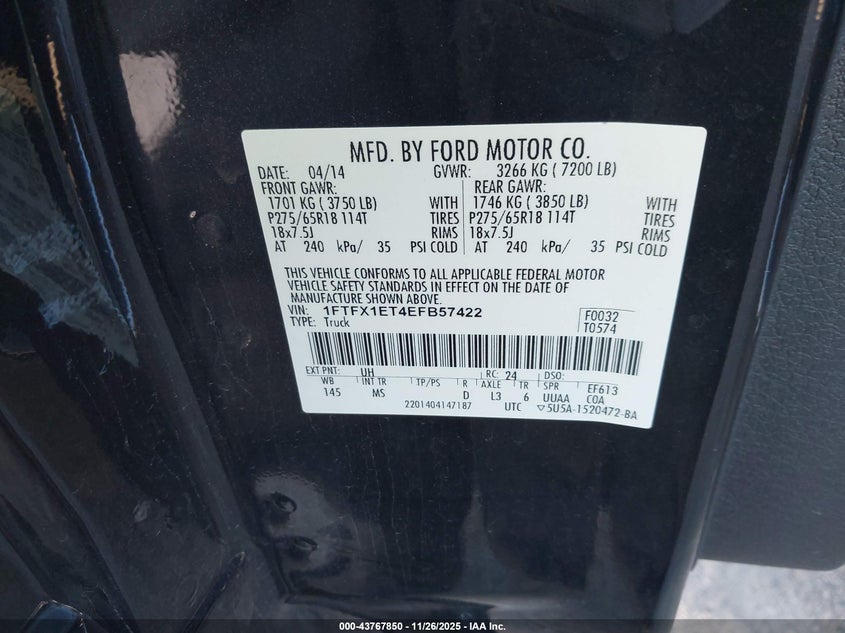 MFD. BY FORD MOTOR CO.
DATE: 04/14 GVWR: 3266 KG ( 7200 LB)
FRONT GAWR: REAR GAWR:
1701 KG ( 3750 LB) WITH 1746 KG ( 3850 LB) WITH
P275/65R18 114T TIRES P275/65R18 114T TIRES
18x7.5J RIMS 18x7.5J RIMS
AT 240 kPa/ 35 PSI COLD AT 240 kPa/ 35 PSI COLD
THIS VEHICLE CONFORMS TO ALL APPLICABLE FEDERAL MOTOR
VEHICLE SAFETY STANDARDS IN EFFECT ON THE DATE OF
MANUFACTURE SHOWN ABOVE.
VIN: 1FTFX1ET4EFB57422 F0032
TYPE: Truck T0574
EXT PNT: UH RC: 24 DSO:
WB INT TR TP/PS R AXLE TR SPR EF613
145 MS D L3 6 UUAA COA
2201404147187 UTC ▽5U5A-1520472-BA
000-43767850 | 11/26/2025 - IAA Inc.